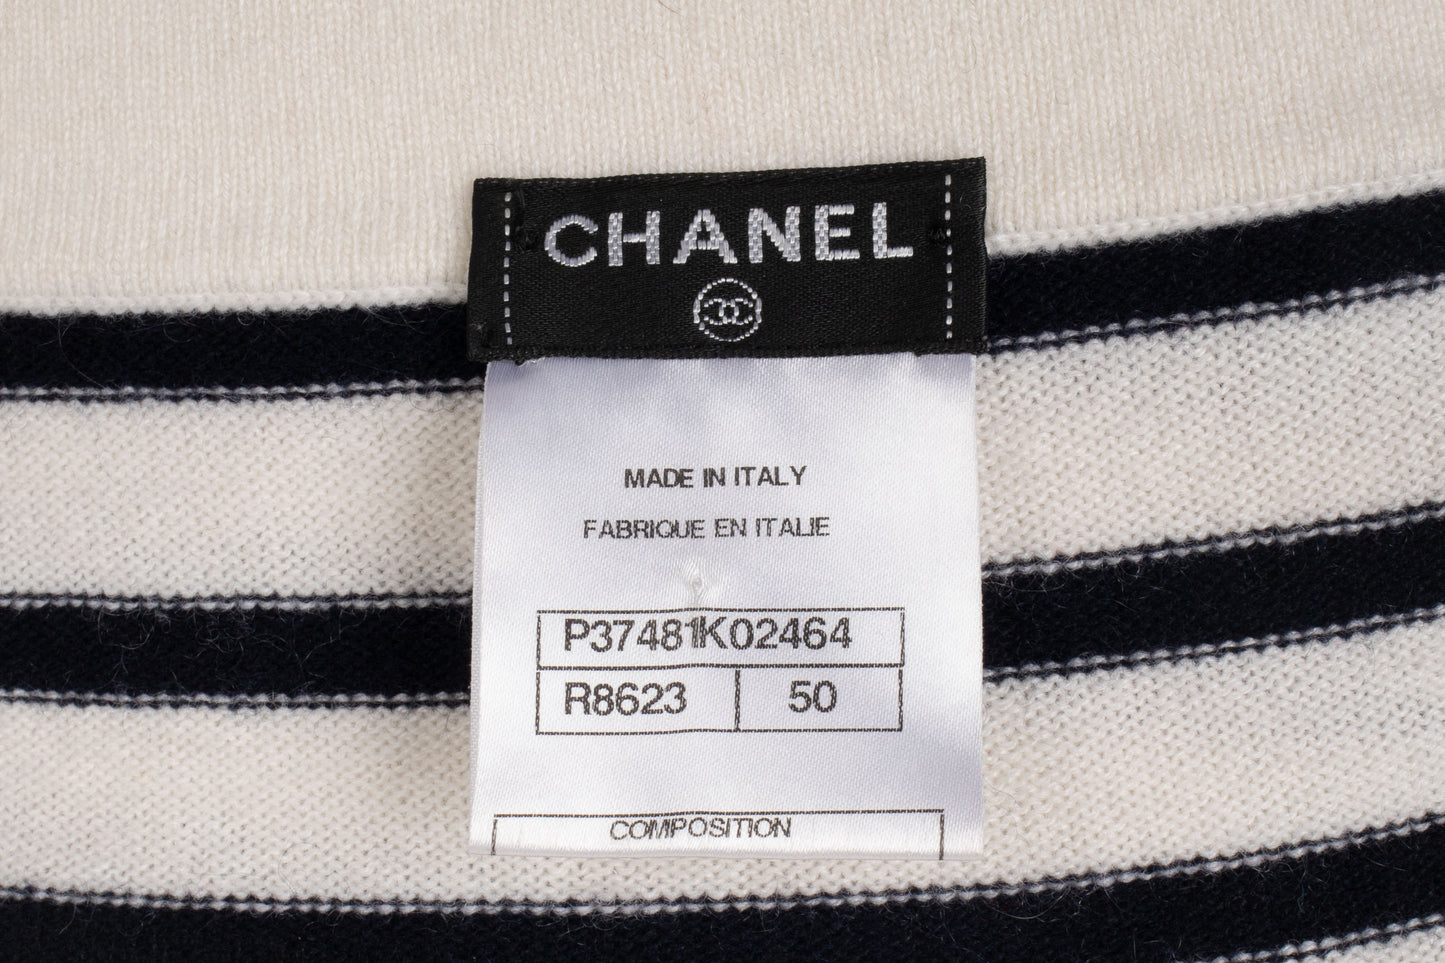 CHANEL
MADE IN ITALY
FABRIQUE EN ITALIE
P37481K02464
R8623 50
COMPOSITION